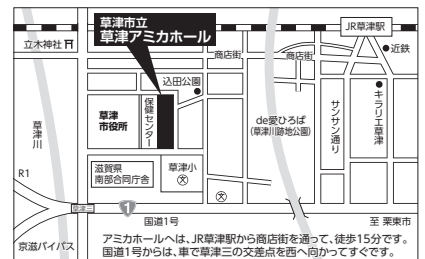 草津市立
草津アミカホール
JR草津駅
立木神社
近鉄
商店街
商店街
込田公園
草津川
草津
市役所
保健センター
de愛ひろば
(草津川跡地公園)
サンサン通り
キラリエ草津
滋賀県
南部合同庁舎
草津小
文
文
R1
草津三
1
国道1号
至 栗東市
京滋バイパス
アミカホールへは、JR草津駅から商店街を通って、徒歩15分です。
国道1号からは、車で草津三の交差点を西へ向かってすぐです。